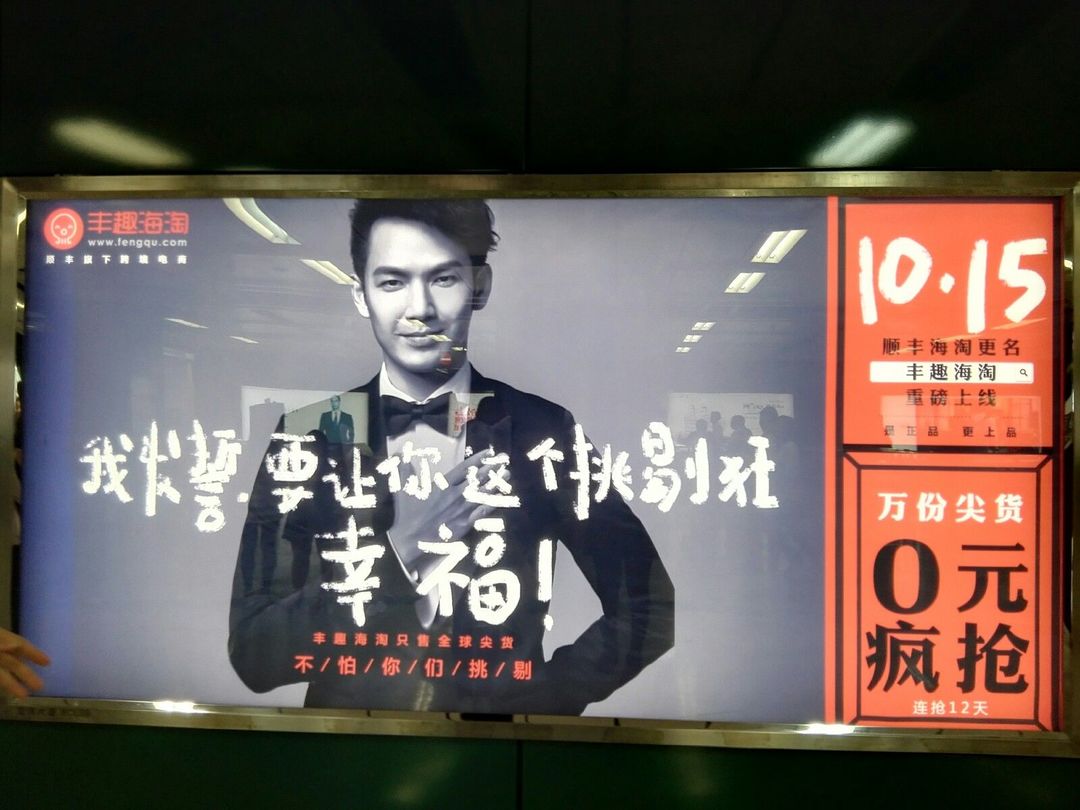 丰趣海淘
www.fengqu.com
顺丰旗下跨境电商
我发誓.要让你这个挑剔狂
幸福!
丰趣海淘只售全球尖货
不/怕/你/们/挑/剔
10.15
顺丰海淘更名
丰趣海淘
重磅上线
是正品 更上品
万份尖货
0元
疯抢
连抢12天